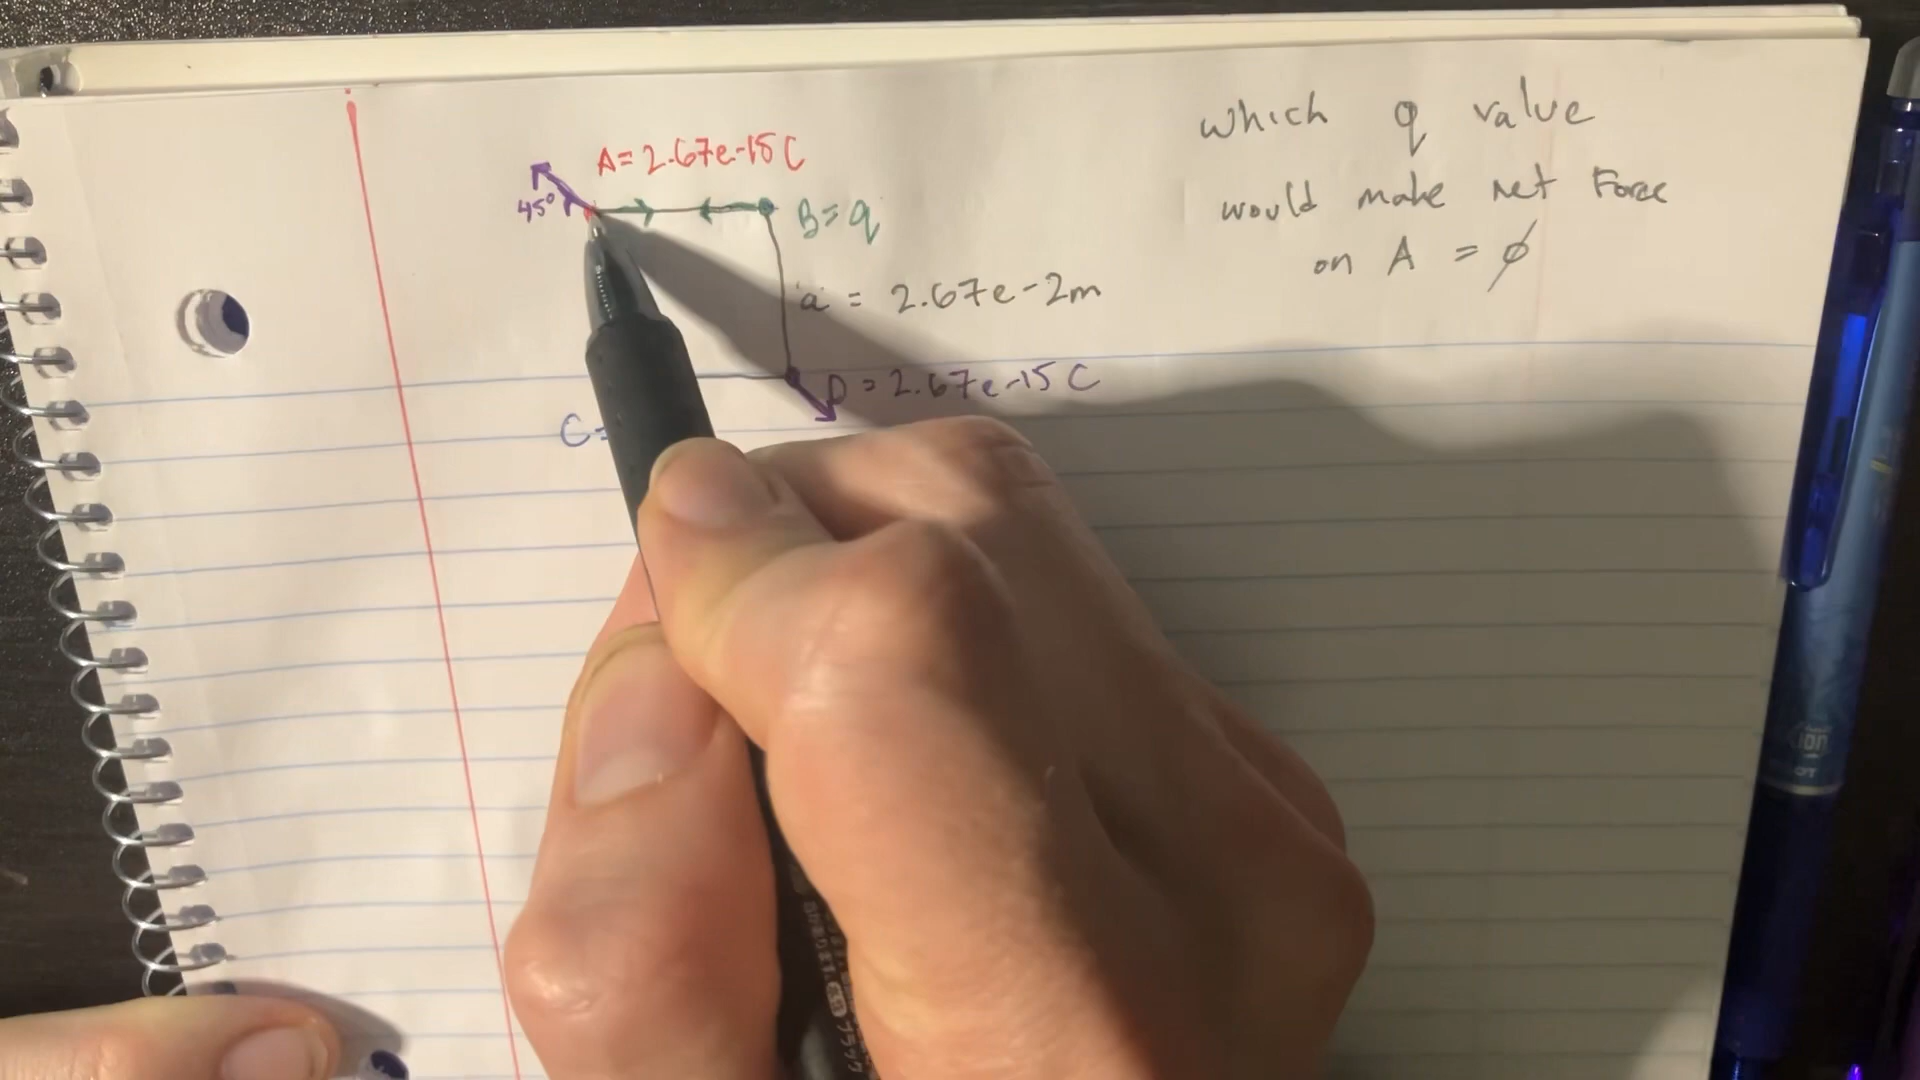 which q value
would make net Force
on A = ∅
A = 2.67e-15 C
45°
B = q
a = 2.67e-2m
D = 2.67e-15 C
C =